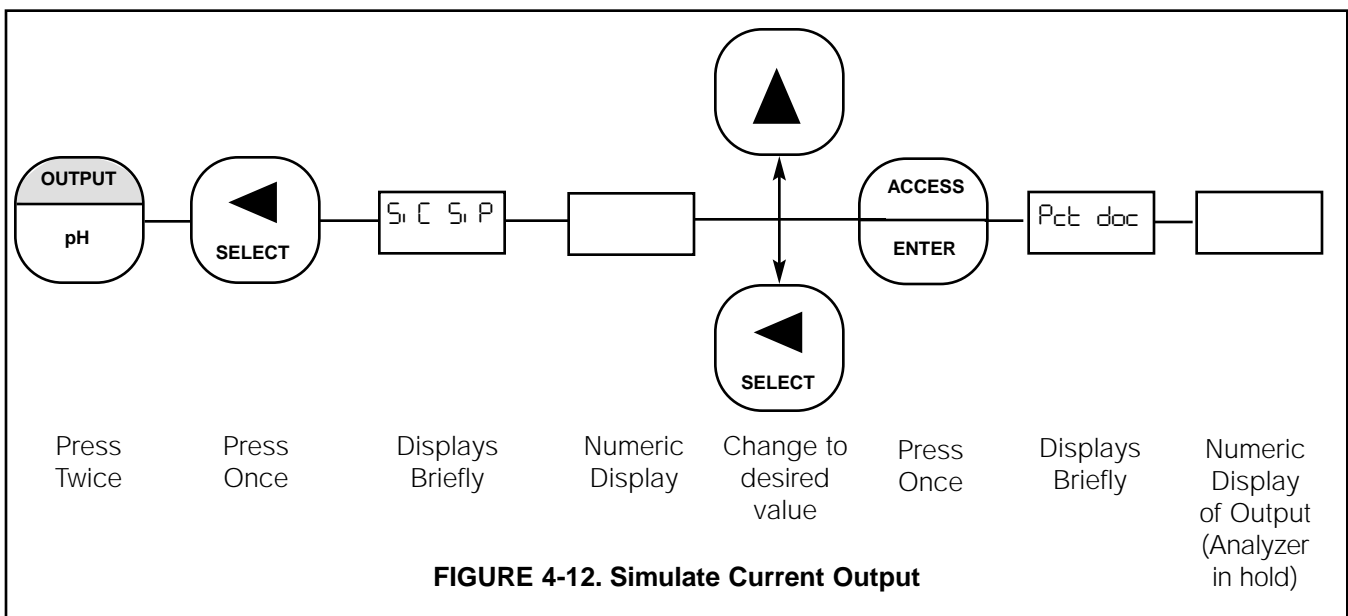 OUTPUT
pH
SELECT
Si C Si P
SELECT
ACCESS
ENTER
Pct doc
Press
Twice
Press
Once
Displays
Briefly
Numeric
Display
Change to
desired
value
Press
Once
Displays
Briefly
Numeric
Display
of Output
(Analyzer
in hold)
FIGURE 4-12. Simulate Current Output